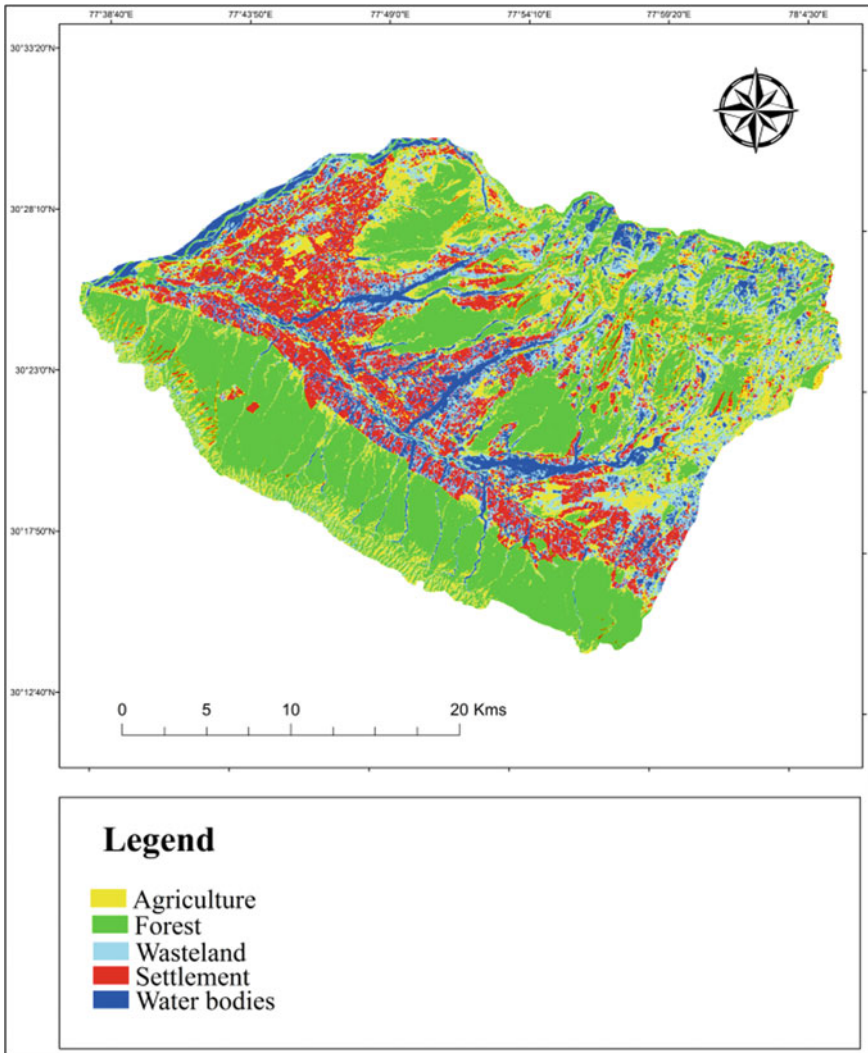 77°38'40"E 77°43'50"E 77°49'0"E 77°54'10"E 77°59'20"E 78°4'30"E
30°33'20"N
30°28'10"N
30°23'0"N
30°17'50"N
30°12'40"N
0 5 10 20 Kms
Legend
Agriculture
Forest
Wasteland
Settlement
Water bodies